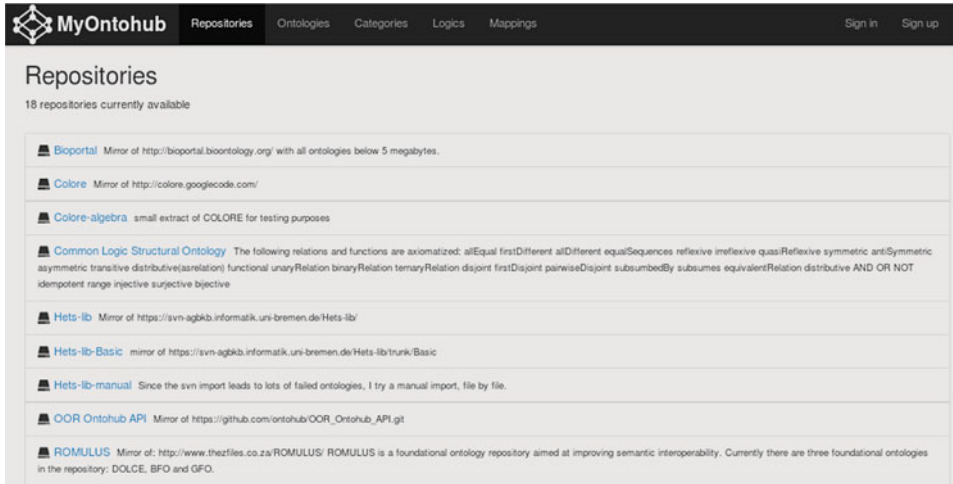 MyOntohub Repositories Ontologies Categories Logics Mappings Sign in Sign up
Repositories
18 repositories currently available
Bioportal Mirror of http://bioportal.bioontology.org/ with all ontologies below 5 megabytes.
Colore Mirror of http://colore.googlecode.com/
Colore-algebra small extract of COLORE for testing purposes
Common Logic Structural Ontology The following relations and functions are axiomatized: allEqual firstDifferent allDifferent equalSequences reflexive irreflexive quasiReflexive symmetric antiSymmetric
asymmetric transitive distributive(asrelation) functional unaryRelation binaryRelation ternaryRelation disjoint firstDisjoint pairwiseDisjoint subsumbedBy subsumes equivalentRelation distributive AND OR NOT
idempotent range injective surjective bijective
Hets-lib Mirror of https://svn-agbkb.informatik.uni-bremen.de/Hets-lib/
Hets-lib-Basic mirror of https://svn-agbkb.informatik.uni-bremen.de/Hets-lib/trunk/Basic
Hets-lib-manual Since the svn import leads to lots of failed ontologies, I try a manual import, file by file.
OOR Ontohub API Mirror of https://github.com/ontohub/OOR_Ontohub_API.git
ROMULUS Mirror of: http://www.thezfiles.co.za/ROMULUS/ ROMULUS is a foundational ontology repository aimed at improving semantic interoperability. Currently there are three foundational ontologies
in the repository: DOLCE, BFO and GFO.